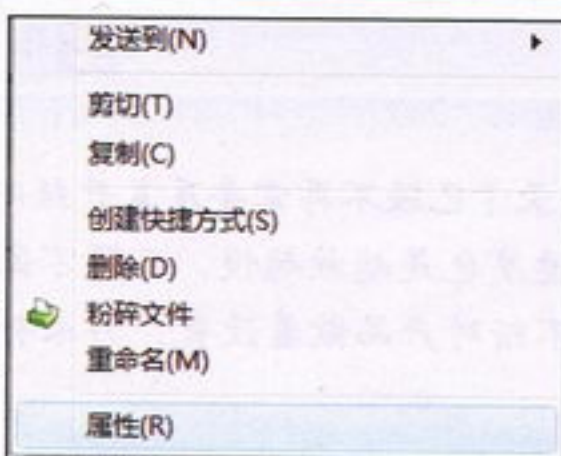 发送到(N)
剪切(T)
复制(C)
创建快捷方式(S)
删除(D)
粉碎文件
重命名(M)
属性(R)